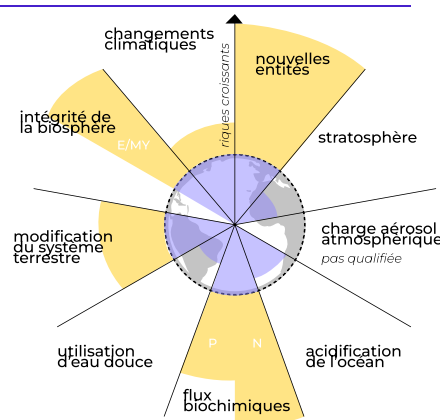 changements
climatiques
riques croissants
nouvelles
entités
intégrité de
la biosphère
E/MY
stratosphère
charge aérosol
atmosphérique
pas qualifiée
modification
du système
terrestre
utilisation
d'eau douce
P
N
acidification
de l'océan
flux
biochimiques